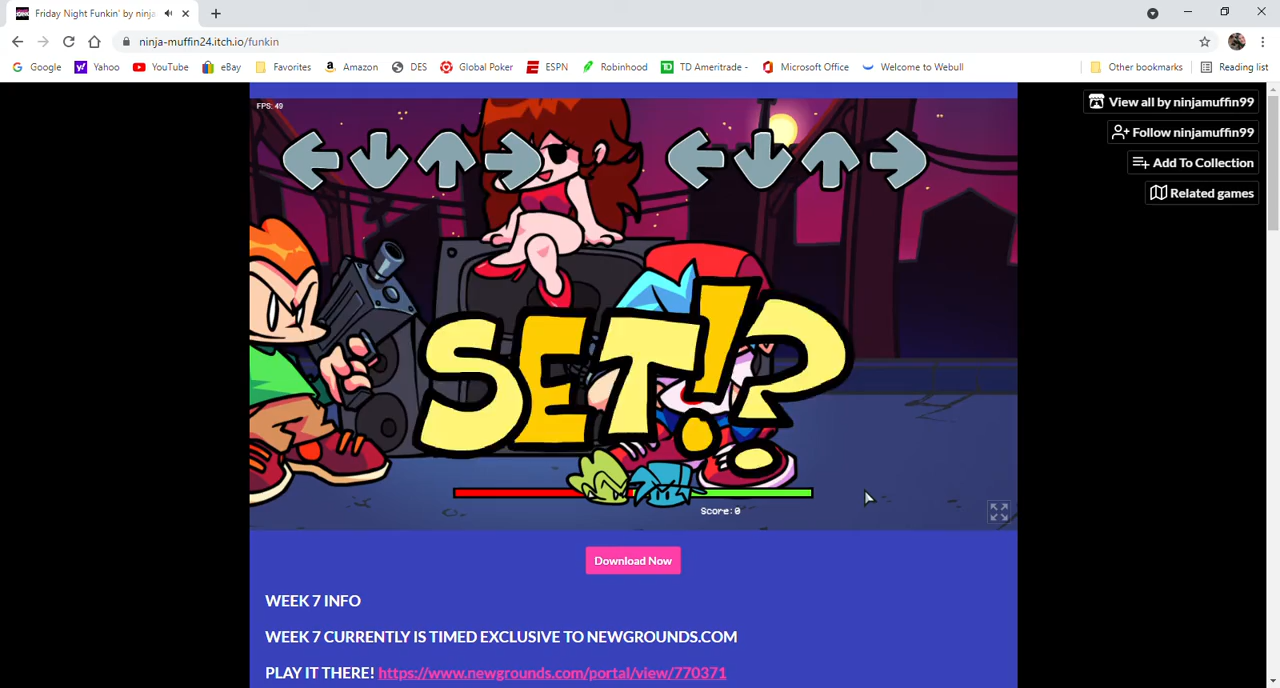 Friday Night Funkin' by ninja
ninja-muffin24.itch.io/funkin
Google Yahoo YouTube eBay Favorites Amazon DES Global Poker ESPN Robinhood TD Ameritrade - Microsoft Office Welcome to Webull Other bookmarks Reading list
FPS: 49
View all by ninjamuffin99
Follow ninjamuffin99
Add To Collection
Related games
SET!?
Score:0
Download Now
WEEK 7 INFO
WEEK 7 CURRENTLY IS TIMED EXCLUSIVE TO NEWGROUNDS.COM
PLAY IT THERE! https://www.newgrounds.com/portal/view/770371